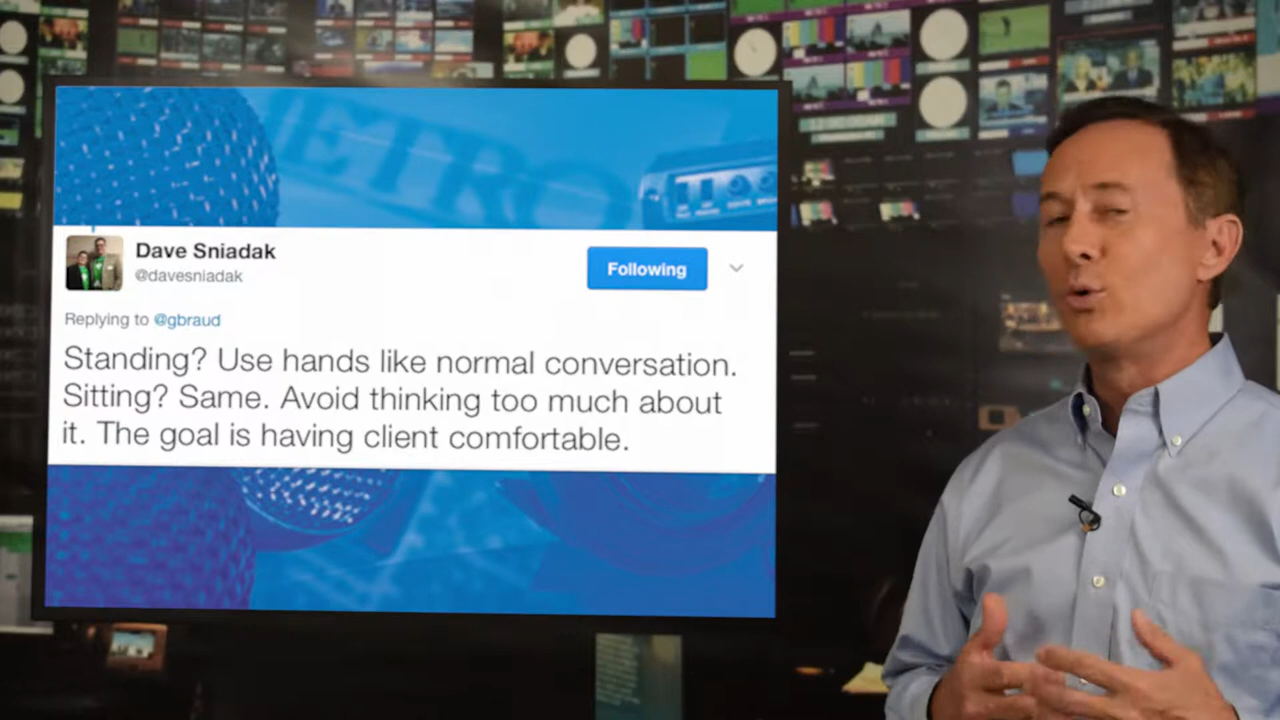 METRO
Dave Sniadak
@davesniadak
Following
Replying to @gbraud
Standing? Use hands like normal conversation.
Sitting? Same. Avoid thinking too much about
it. The goal is having client comfortable.